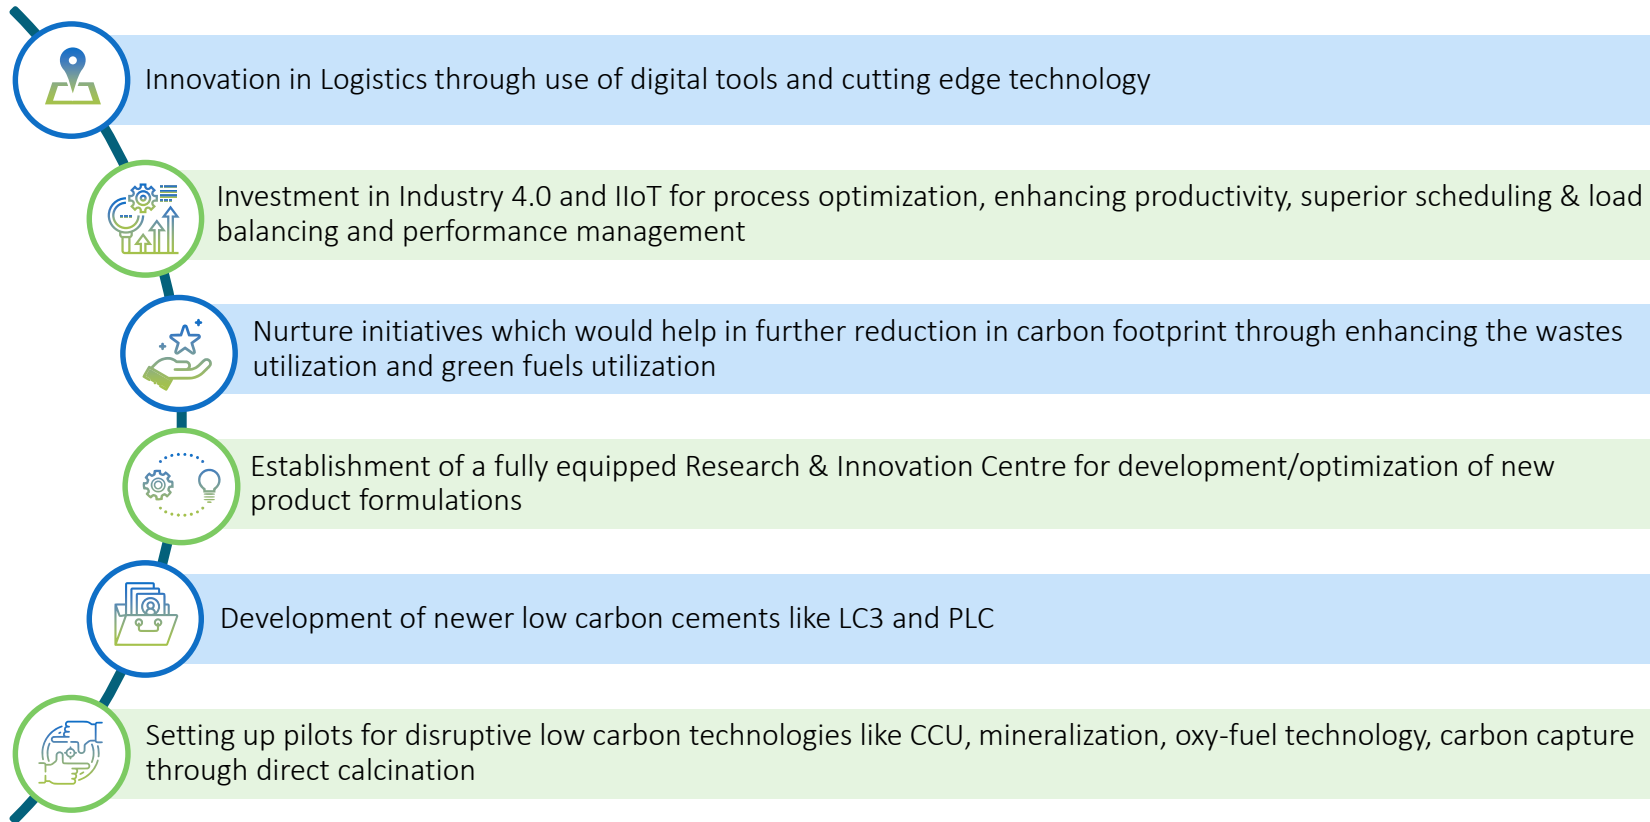 Innovation in Logistics through use of digital tools and cutting edge technology
Investment in Industry 4.0 and IIoT for process optimization, enhancing productivity, superior scheduling & load
balancing and performance management
Nurture initiatives which would help in further reduction in carbon footprint through enhancing the wastes
utilization and green fuels utilization
Establishment of a fully equipped Research & Innovation Centre for development/optimization of new
product formulations
Development of newer low carbon cements like LC3 and PLC
Setting up pilots for disruptive low carbon technologies like CCU, mineralization, oxy-fuel technology, carbon capture
through direct calcination